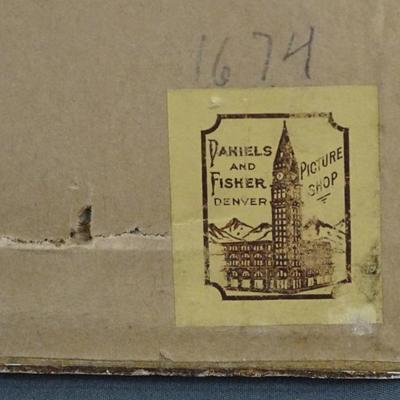 1674
DANIELS
AND
FISHER
DENVER
PICTURE
SHOP